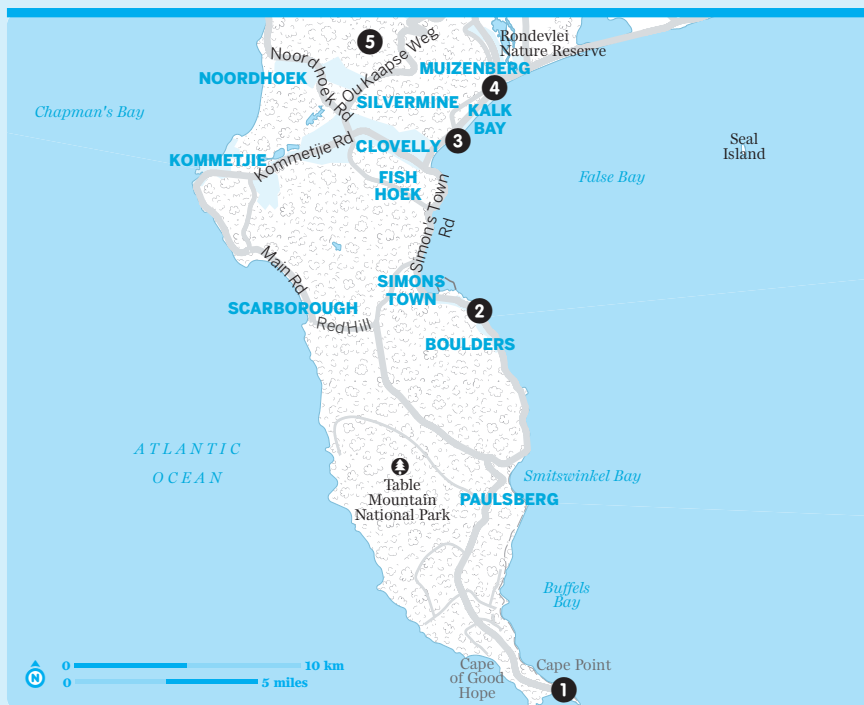 5
Rondevlei
Nature Reserve
Noordhoek Rd
Ou Kaapse Weg
MUIZENBERG
NOORDHOEK
4
SILVERMINE
Chapman's Bay
KALK
BAY
3
Seal
Island
Kommetjie Rd
CLOVELLY
KOMMETJIE
FISH
HOEK
False Bay
Simon's Town
Rd
Main Rd
SIMONS
TOWN
SCARBOROUGH
2
Red Hill
BOULDERS
ATLANTIC
OCEAN
Table
Mountain
National Park
Smitswinkel Bay
PAULSBERG
Buffels
Bay
N
0 10 km
0 5 miles
Cape
of Good
Hope
Cape Point
1